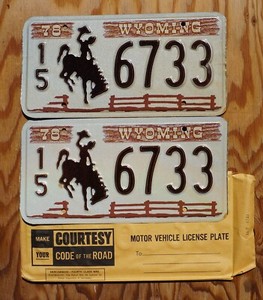 78 WYOMING
15 6733
78 WYOMING
15 6733
MAKE COURTESY
YOUR CODE OF THE ROAD
MOTOR VEHICLE LICENSE PLATE
To